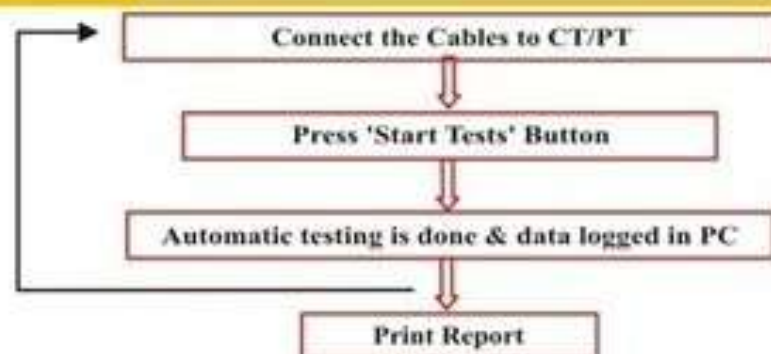 Connect the Cables to CT/PT
Press 'Start Tests' Button
Automatic testing is done & data logged in PC
Print Report